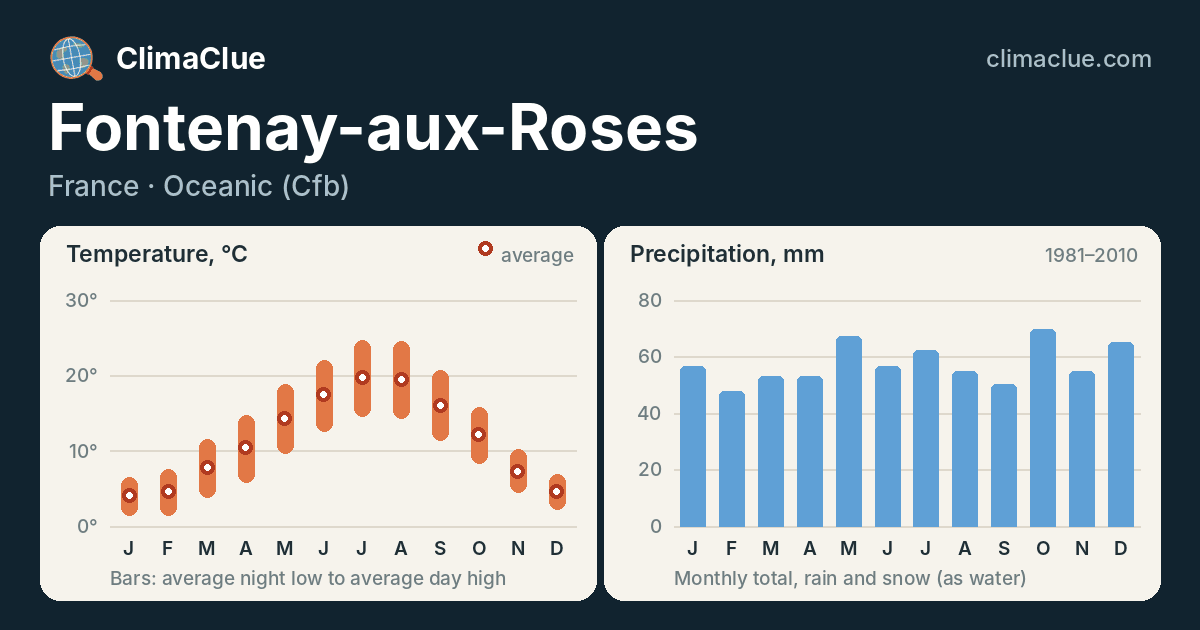 ClimaClue
climaclue.com
Fontenay-aux-Roses
France · Oceanic (Cfb)
Temperature, °C
average
30°
20°
10°
0°
J F M A M J J A S O N D
Bars: average night low to average day high
Precipitation, mm
1981–2010
80
60
40
20
0
J F M A M J J A S O N D
Monthly total, rain and snow (as water)